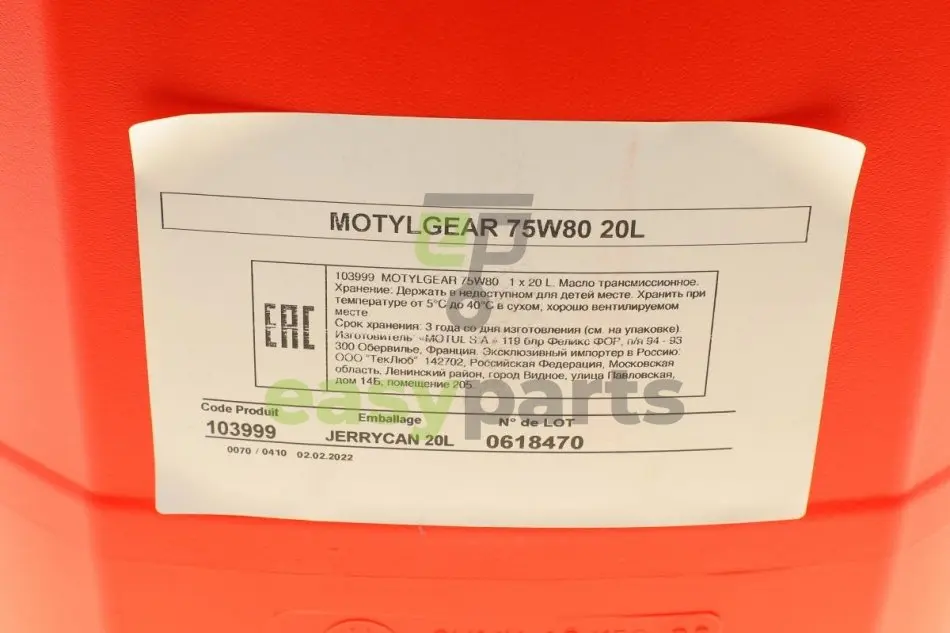 MOTYLGEAR 75W80 20L
103999 MOTYLGEAR 75W80 1 x 20 L. Масло трансмиссионное.
Хранение: Держать в недоступном для детей месте. Хранить при
температуре от 5°C до 40°C в сухом, хорошо вентилируемом
месте
Срок хранения: 3 года со дня изготовления (см. на упаковке).
Изготовитель «MOTUL S.A.» 119 блр Феликс ФОР, п/я 94 - 93
300 Обервилье, Франция. Эксклюзивный импортер в Россию:
ООО "ТекЛюб" 142702, Российская Федерация, Московская
область, Ленинский район, город Видное, улица Павловская,
дом 14Б, помещение 205.
EAC
ep
easyparts
Code Produit Emballage N° de LOT
103999 JERRYCAN 20L 0618470
0070 / 0410 02.02.2022